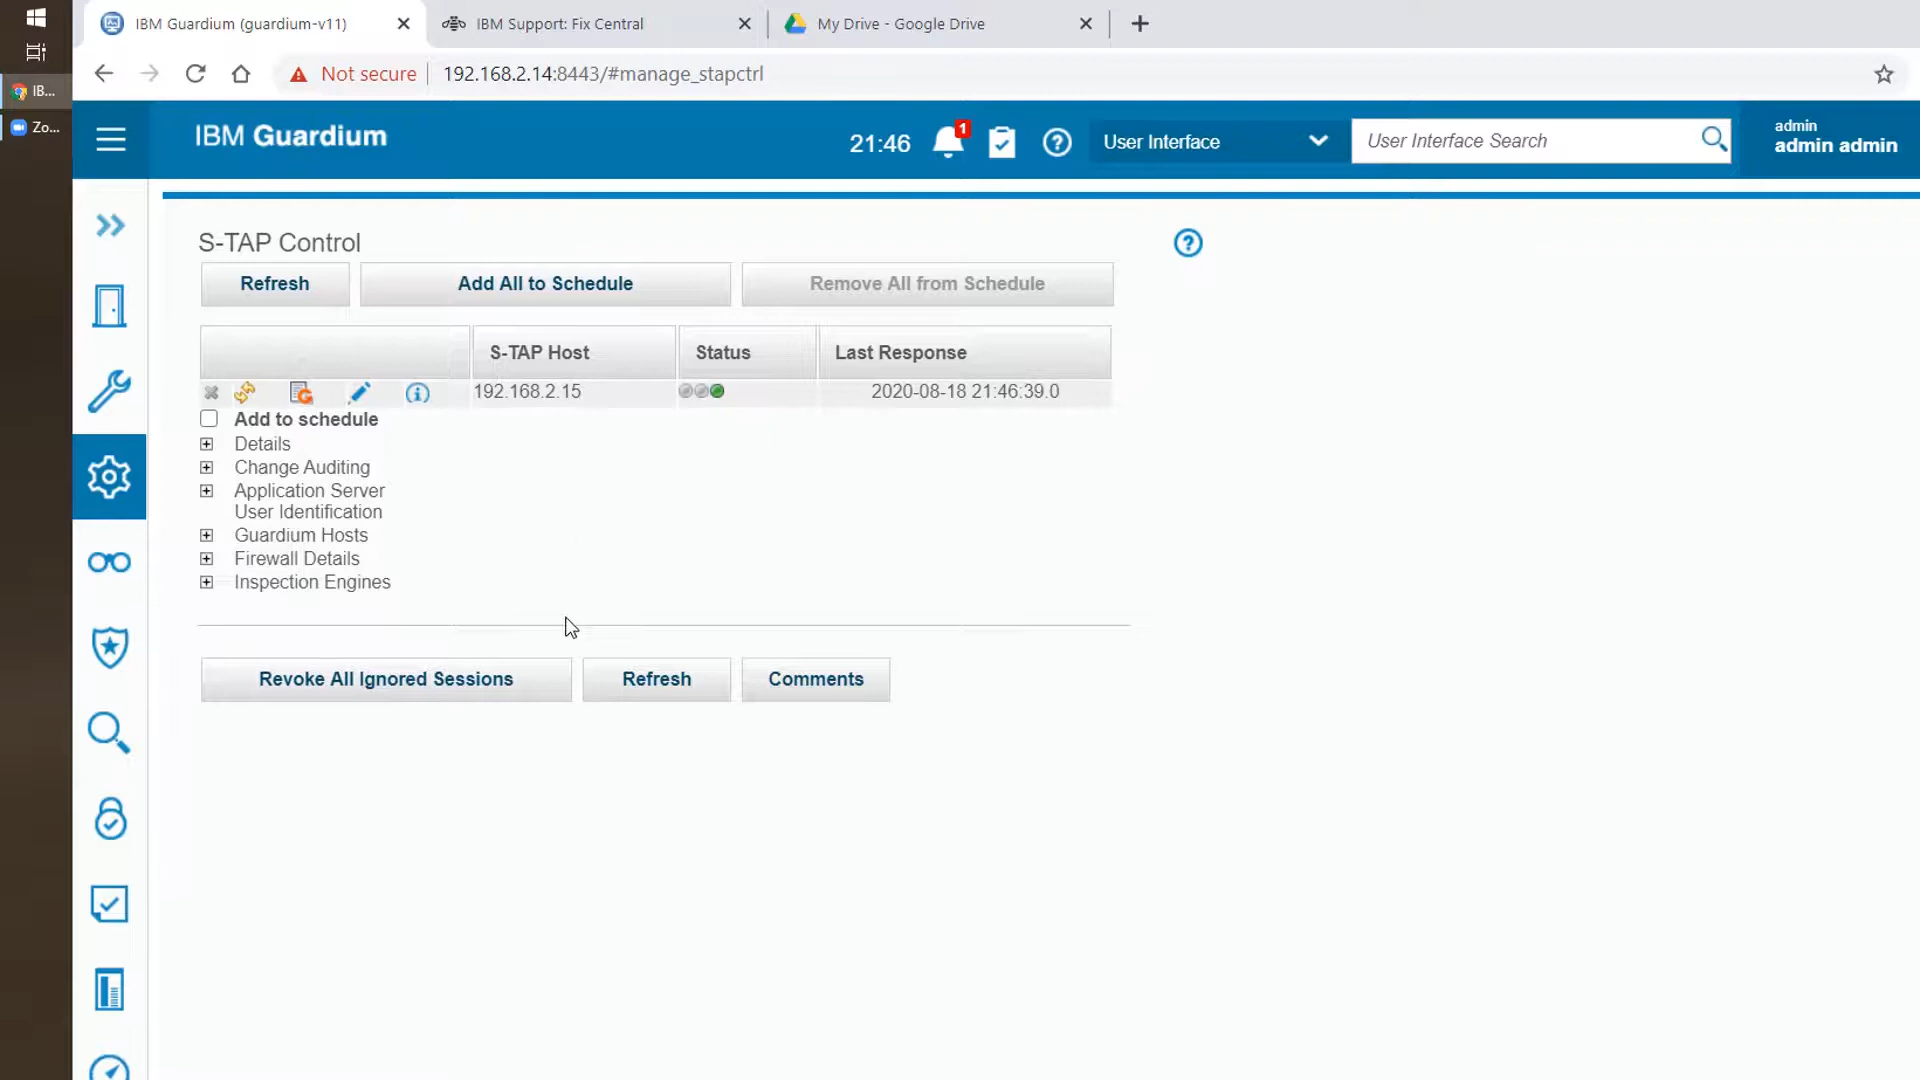 IBM Guardium (guardium-v11)
IBM Support: Fix Central
My Drive - Google Drive
Not secure
192.168.2.14:8443/#manage_stapctrl
IB...
Zo...
IBM Guardium
21:46
1
User Interface
User Interface Search
admin
admin admin
S-TAP Control
Refresh
Add All to Schedule
Remove All from Schedule
S-TAP Host
Status
Last Response
192.168.2.15
2020-08-18 21:46:39.0
Add to schedule
Details
Change Auditing
Application Server
User Identification
Guardium Hosts
Firewall Details
Inspection Engines
Revoke All Ignored Sessions
Refresh
Comments